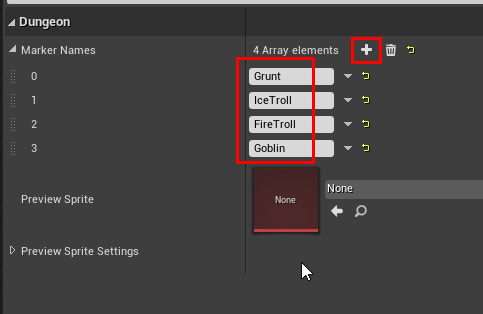 Dungeon
Marker Names 4 Array elements
0 Grunt
1 IceTroll
2 FireTroll
3 Goblin
Preview Sprite None None
Preview Sprite Settings